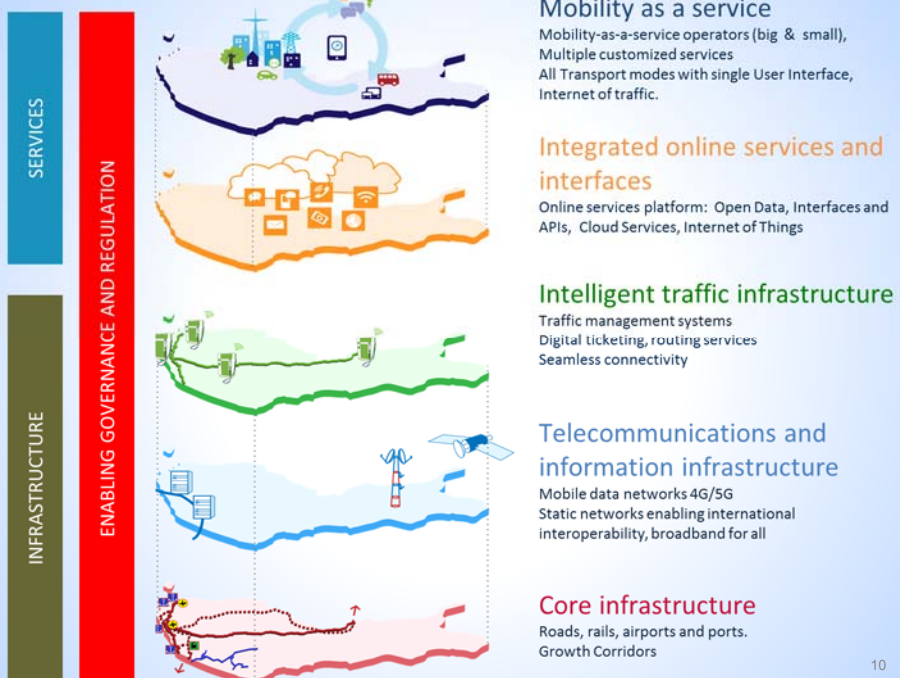 SERVICES
INFRASTRUCTURE
ENABLING GOVERNANCE AND REGULATION
Mobility as a service
Mobility-as-a-service operators (big & small),
Multiple customized services
All Transport modes with single User Interface,
Internet of traffic.
Integrated online services and
interfaces
Online services platform: Open Data, Interfaces and
APIs, Cloud Services, Internet of Things
Intelligent traffic infrastructure
Traffic management systems
Digital ticketing, routing services
Seamless connectivity
Telecommunications and
information infrastructure
Mobile data networks 4G/5G
Static networks enabling international
interoperability, broadband for all
Core infrastructure
Roads, rails, airports and ports.
Growth Corridors
10